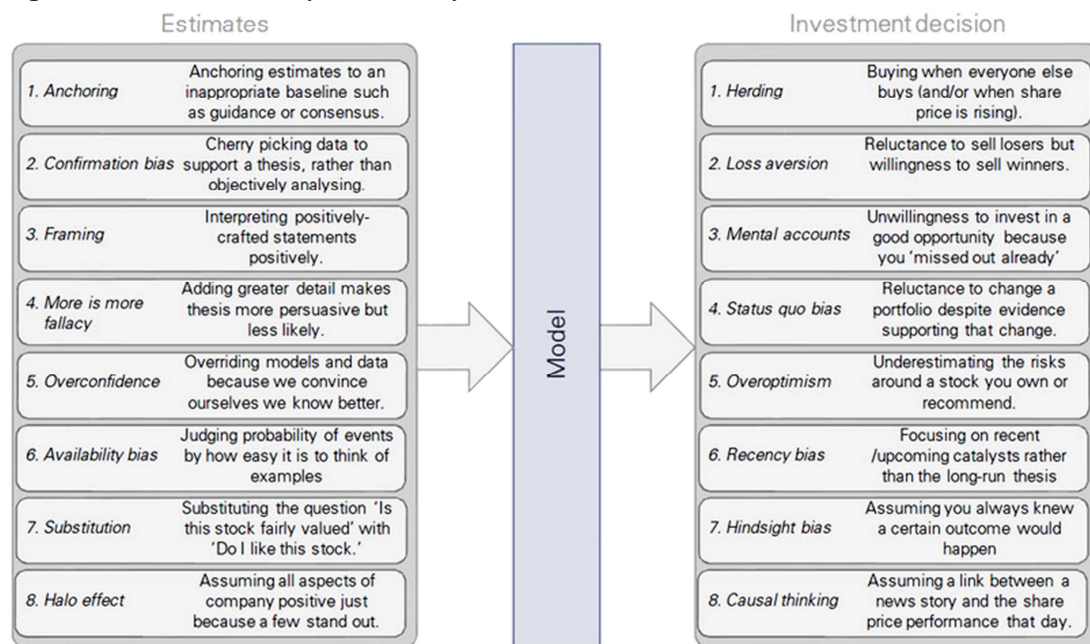 Estimates
1. Anchoring
Anchoring estimates to an
inappropriate baseline such
as guidance or consensus.
2. Confirmation bias
Cherry picking data to
support a thesis, rather than
objectively analysing.
3. Framing
Interpreting positively-
crafted statements
positively.
4. More is more
fallacy
Adding greater detail makes
thesis more persuasive but
less likely.
5. Overconfidence
Overriding models and data
because we convince
ourselves we know better.
6. Availability bias
Judging probability of events
by how easy it is to think of
examples
7. Substitution
Substituting the question 'Is
this stock fairly valued' with
'Do I like this stock.'
8. Halo effect
Assuming all aspects of
company positive just
because a few stand out.
Model
Investment decision
1. Herding
Buying when everyone else
buys (and/or when share
price is rising).
2. Loss aversion
Reluctance to sell losers but
willingness to sell winners.
3. Mental accounts
Unwillingness to invest in a
good opportunity because
you 'missed out already'
4. Status quo bias
Reluctance to change a
portfolio despite evidence
supporting that change.
5. Overoptimism
Underestimating the risks
around a stock you own or
recommend.
6. Recency bias
Focusing on recent
/upcoming catalysts rather
than the long-run thesis
7. Hindsight bias
Assuming you always knew
a certain outcome would
happen
8. Causal thinking
Assuming a link between a
news story and the share
price performance that day.